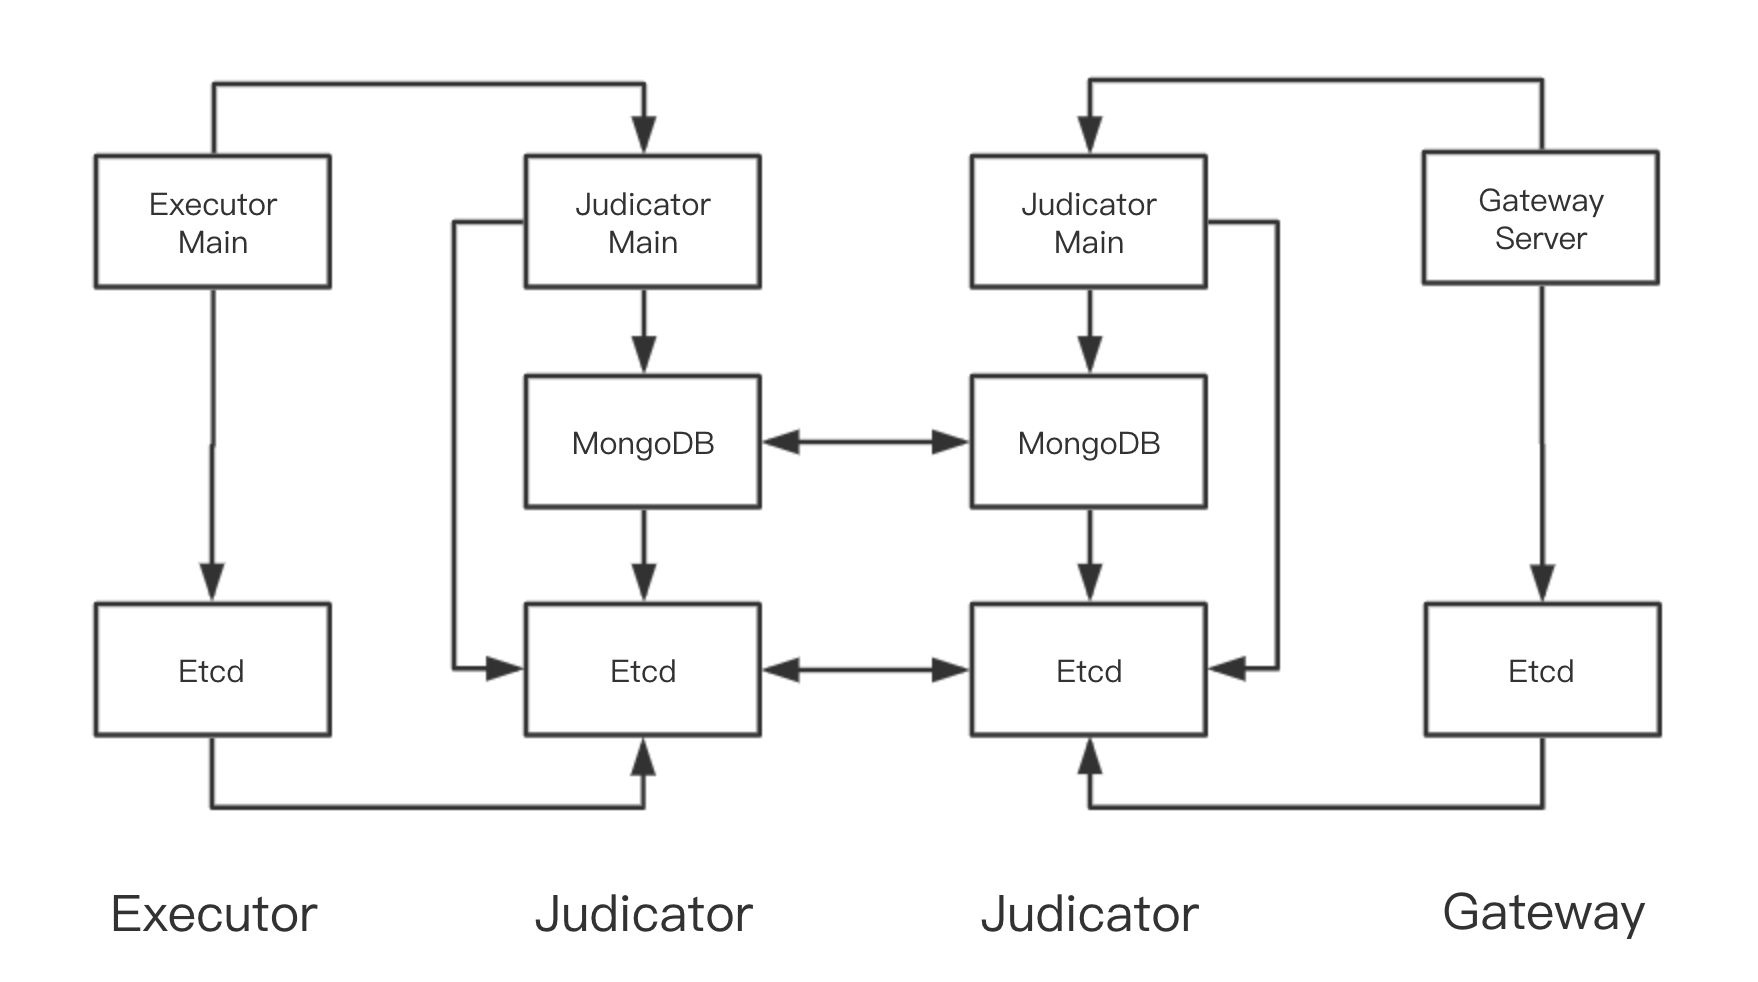 Executor
Main
Judicator
Main
Judicator
Main
Gateway
Server
MongoDB
MongoDB
Etcd
Etcd
Etcd
Etcd
Executor
Judicator
Judicator
Gateway